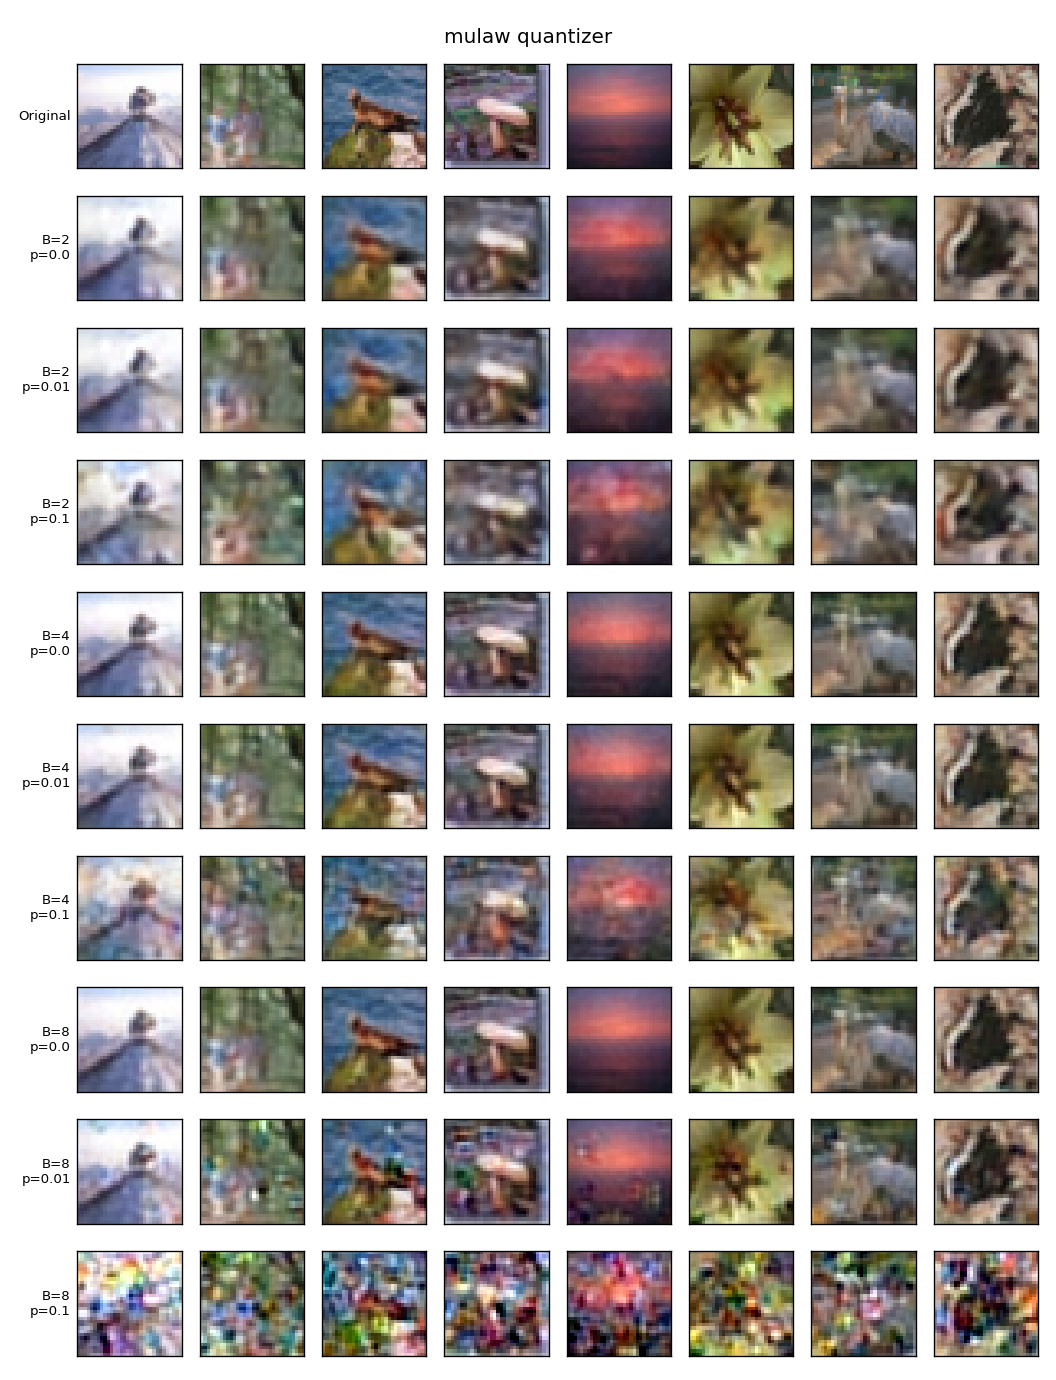 mulaw quantizer
Original
B=2
p=0.0
B=2
p=0.01
B=2
p=0.1
B=4
p=0.0
B=4
p=0.01
B=4
p=0.1
B=8
p=0.0
B=8
p=0.01
B=8
p=0.1